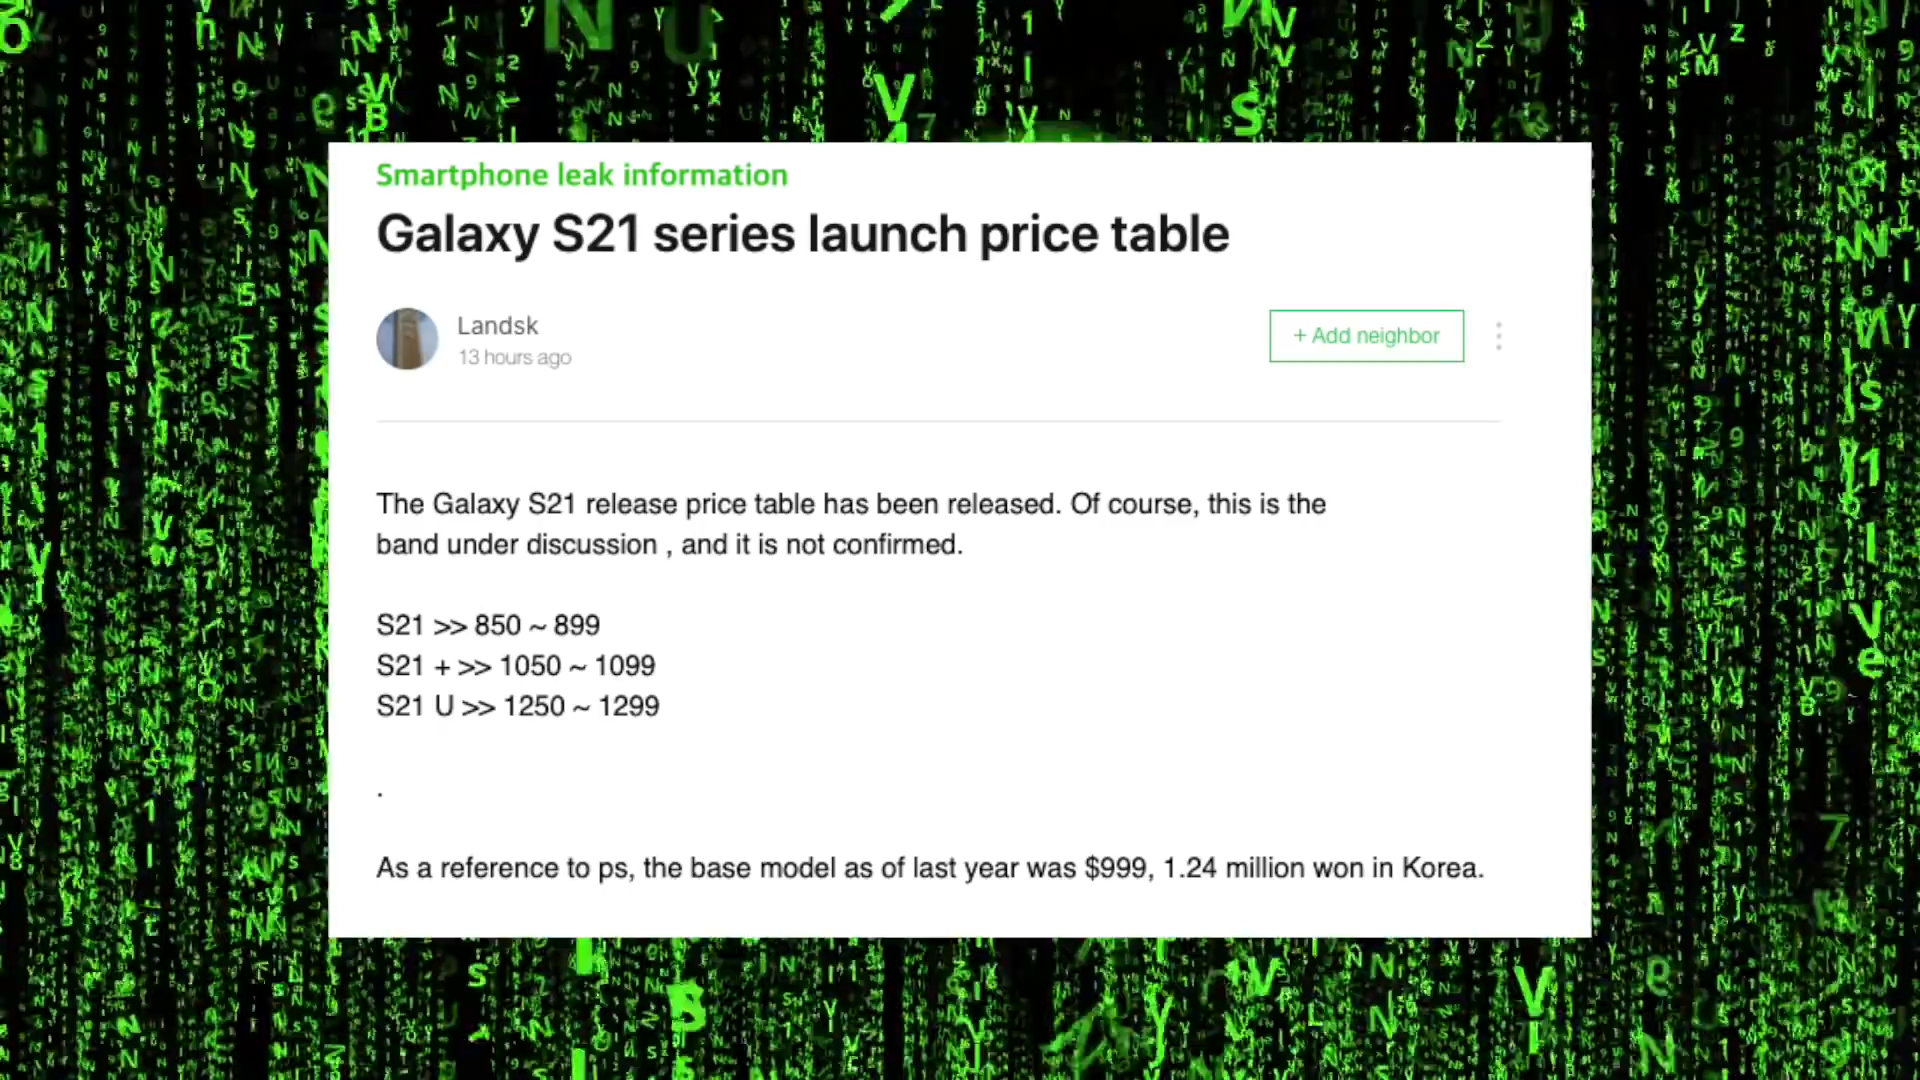 Smartphone leak information
Galaxy S21 series launch price table
Landsk
13 hours ago
+ Add neighbor
The Galaxy S21 release price table has been released. Of course, this is the
band under discussion , and it is not confirmed.
S21 >> 850 ~ 899
S21 + >> 1050 ~ 1099
S21 U >> 1250 ~ 1299
.
As a reference to ps, the base model as of last year was $999, 1.24 million won in Korea.